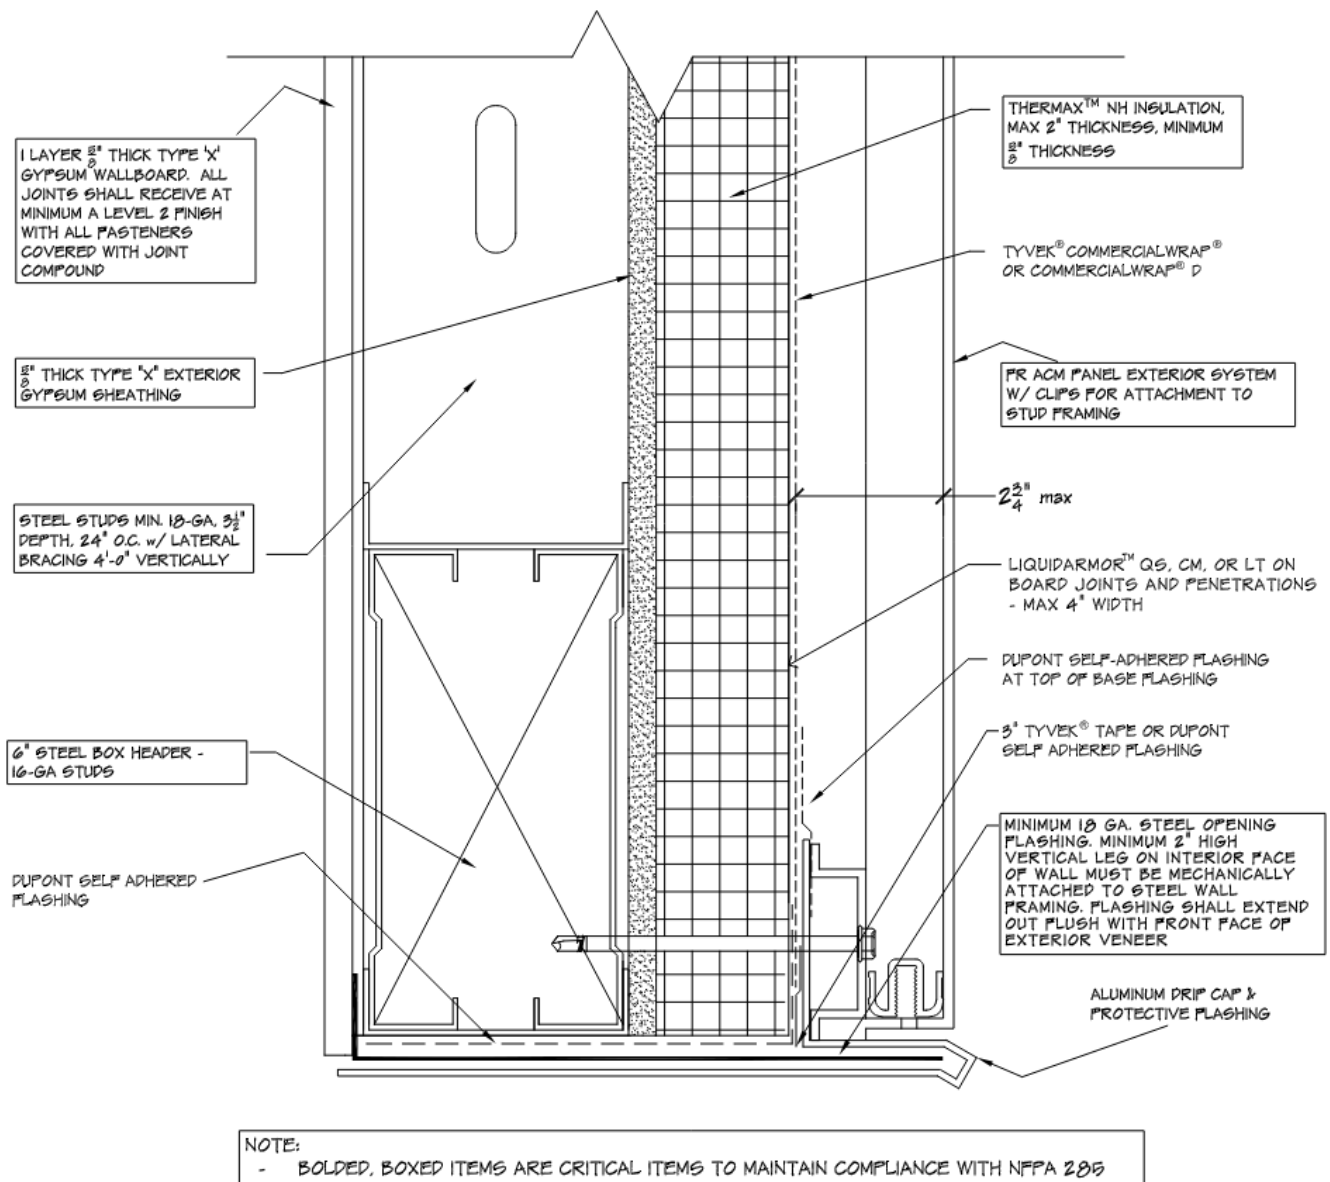 1 LAYER 5/8" THICK TYPE 'X'
GYPSUM WALLBOARD. ALL
JOINTS SHALL RECEIVE AT
MINIMUM A LEVEL 2 FINISH
WITH ALL FASTENERS
COVERED WITH JOINT
COMPOUND
5/8" THICK TYPE "X" EXTERIOR
GYPSUM SHEATHING
STEEL STUDS MIN. 18-GA, 3½"
DEPTH, 24" O.C. w/ LATERAL
BRACING 4'-0" VERTICALLY
6" STEEL BOX HEADER -
16-GA STUDS
DUPONT SELF ADHERED
FLASHING
THERMAX™ NH INSULATION,
MAX 2" THICKNESS, MINIMUM
5/8" THICKNESS
TYVEK® COMMERCIALWRAP®
OR COMMERCIALWRAP® D
FR ACM PANEL EXTERIOR SYSTEM
W/ CLIPS FOR ATTACHMENT TO
STUD FRAMING
2¾" max
LIQUIDARMOR™ QS, CM, OR LT ON
BOARD JOINTS AND PENETRATIONS
- MAX 4" WIDTH
DUPONT SELF-ADHERED FLASHING
AT TOP OF BASE FLASHING
3" TYVEK® TAPE OR DUPONT
SELF ADHERED FLASHING
MINIMUM 18 GA. STEEL OPENING
FLASHING. MINIMUM 2" HIGH
VERTICAL LEG ON INTERIOR FACE
OF WALL MUST BE MECHANICALLY
ATTACHED TO STEEL WALL
FRAMING. FLASHING SHALL EXTEND
OUT FLUSH WITH FRONT FACE OF
EXTERIOR VENEER
ALUMINUM DRIP CAP &
PROTECTIVE FLASHING
NOTE:
- BOLDED, BOXED ITEMS ARE CRITICAL ITEMS TO MAINTAIN COMPLIANCE WITH NFPA 285